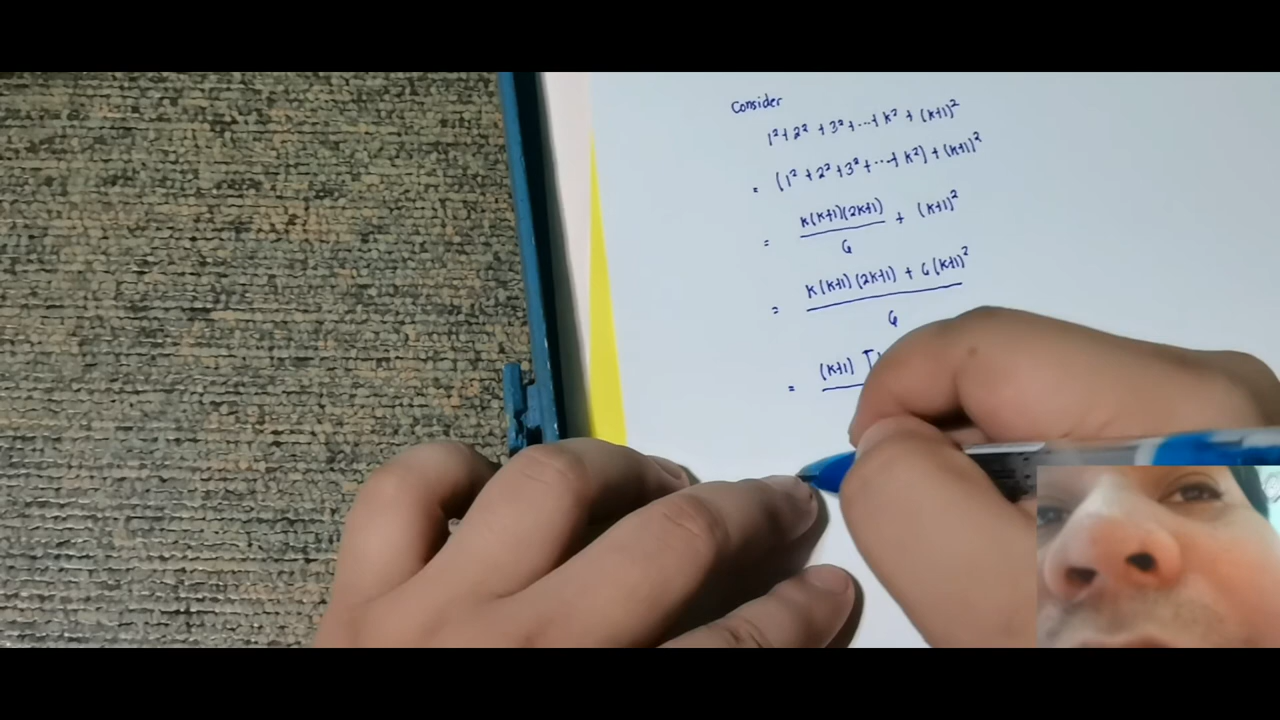 Consider
1² + 2² + 3² + ... + k² + (k+1)²
= (1² + 2² + 3² + ... + k²) + (k+1)²
= k(k+1)(2k+1) / 6 + (k+1)²
= k(k+1)(2k+1) + 6(k+1)² / 6
= (k+1) [